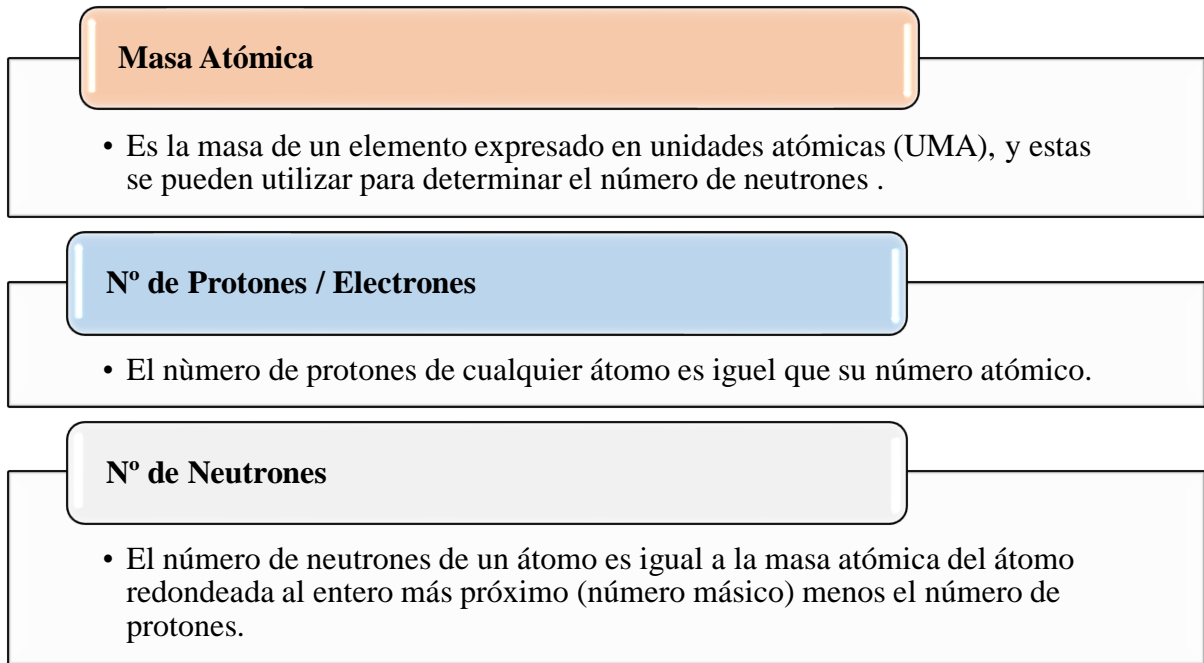 Masa Atómica
• Es la masa de un elemento expresado en unidades atómicas (UMA), y estas
se pueden utilizar para determinar el número de neutrones .
Nº de Protones / Electrones
• El nùmero de protones de cualquier átomo es iguel que su número atómico.
Nº de Neutrones
• El número de neutrones de un átomo es igual a la masa atómica del átomo
redondeada al entero más próximo (número másico) menos el número de
protones.